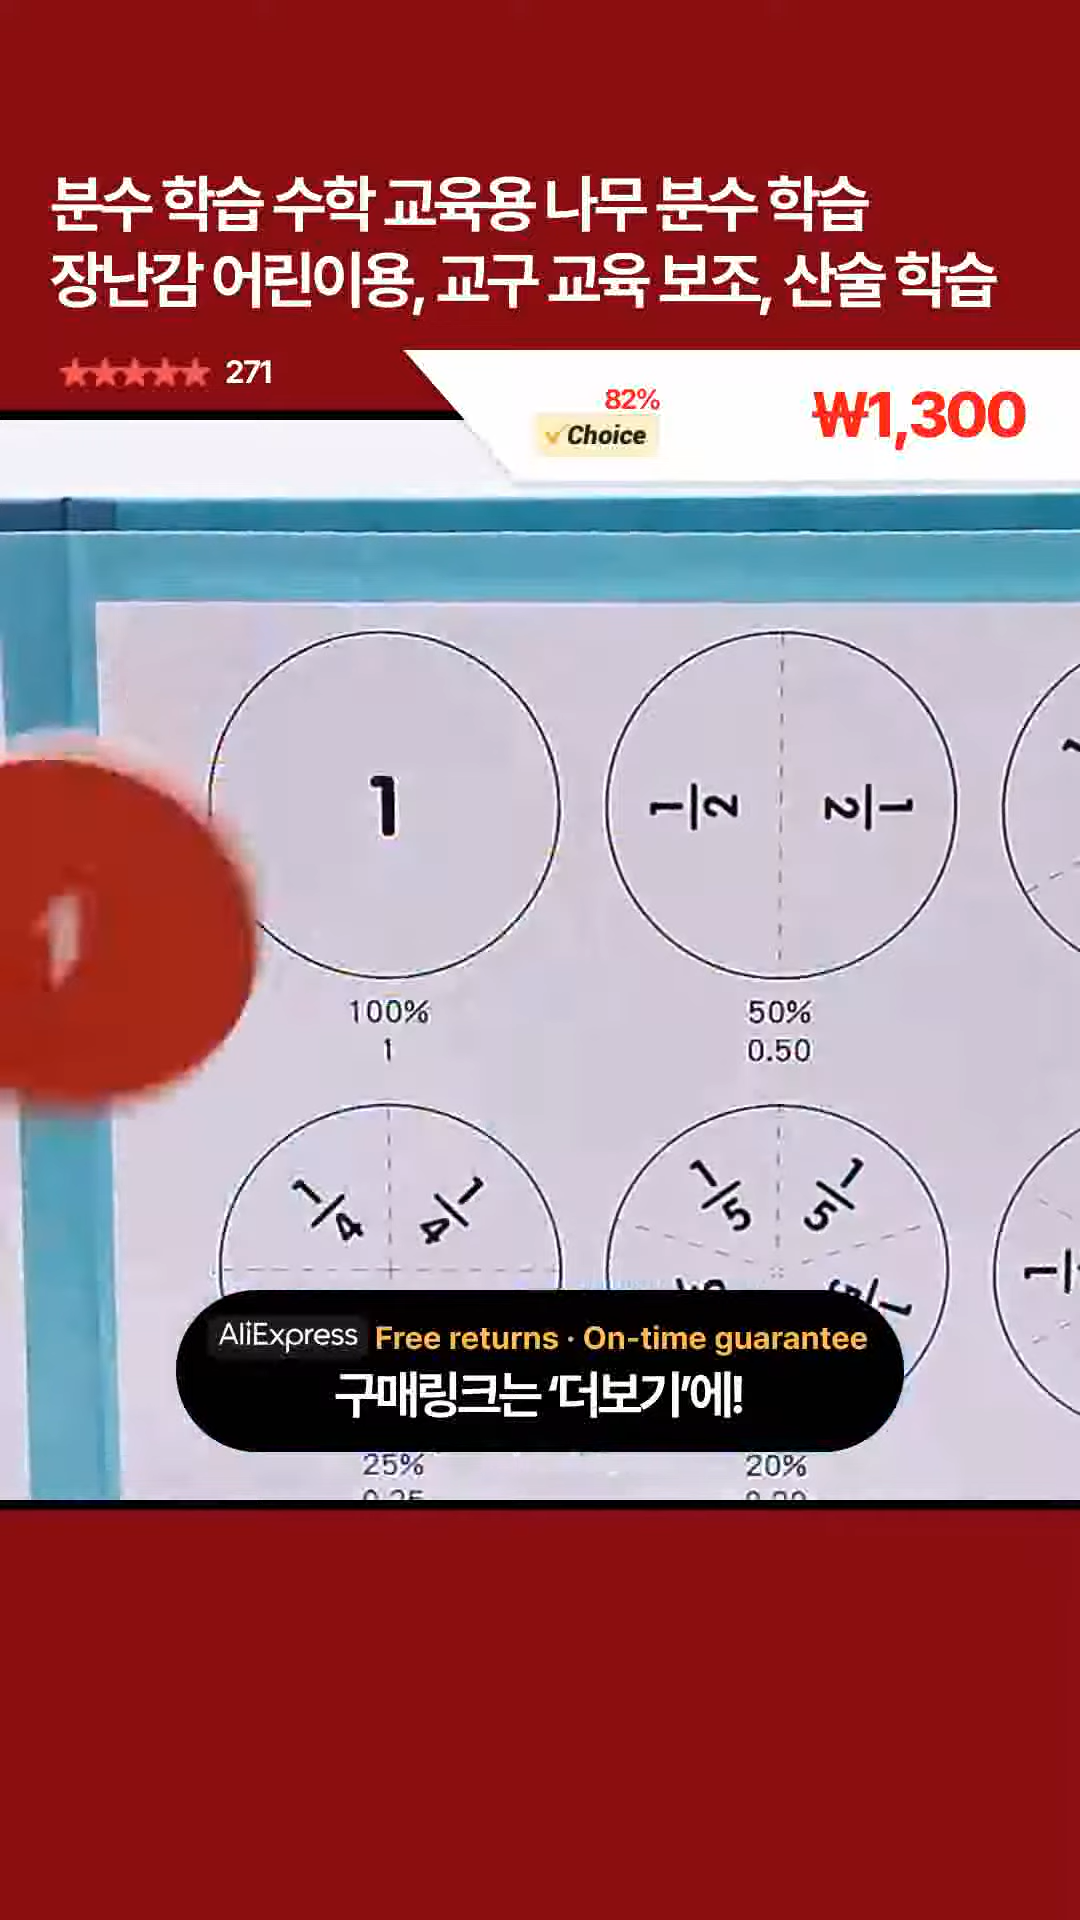 분수 학습 수학 교육용 나무 분수 학습
장난감 어린이용, 교구 교육 보조, 산술 학습
271
82%
Choice
₩1,300
1
1/2 1/2
1
100%
50%
1
0.50
1/4 1/4
1/5 1/5
AliExpress Free returns · On-time guarantee
구매링크는 ‘더보기’에!
25%
20%